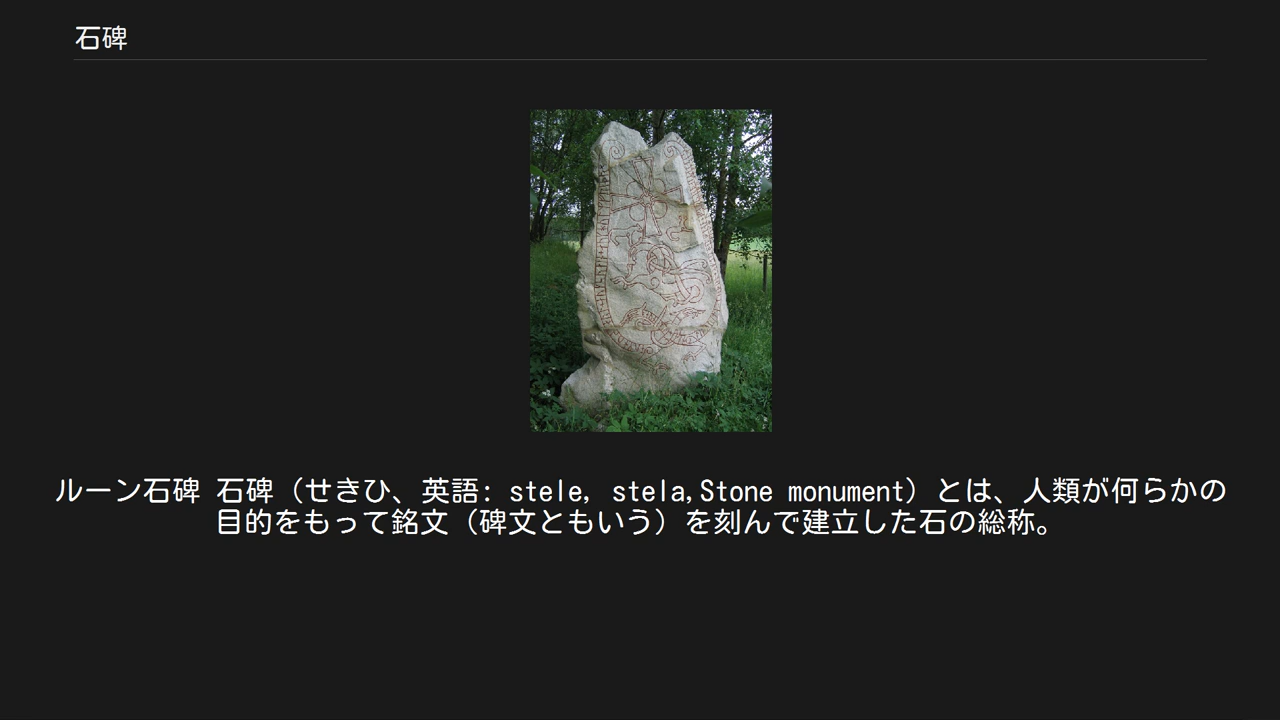 石碑
ルーン石碑 石碑（せきひ、英語: stele, stela,Stone monument）とは、人類が何らかの
目的をもって銘文（碑文ともいう）を刻んで建立した石の総称。